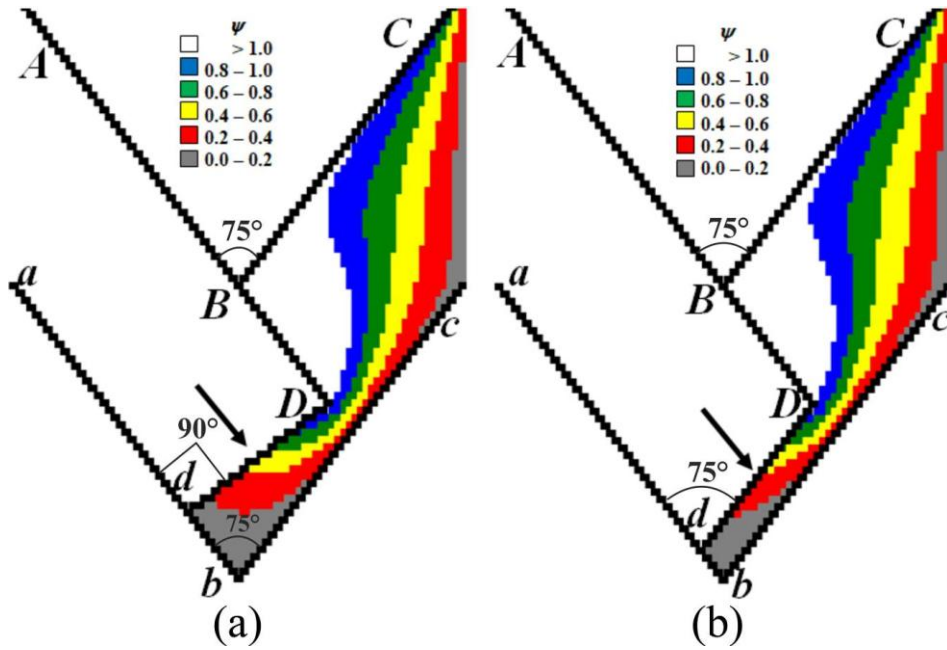 A
C
ψ
> 1.0
0.8 – 1.0
0.6 – 0.8
0.4 – 0.6
0.2 – 0.4
0.0 – 0.2
75°
a
B
c
D
90°
d
75°
b
(a)
A
C
ψ
> 1.0
0.8 – 1.0
0.6 – 0.8
0.4 – 0.6
0.2 – 0.4
0.0 – 0.2
75°
a
B
c
D
75°
d
b
(b)